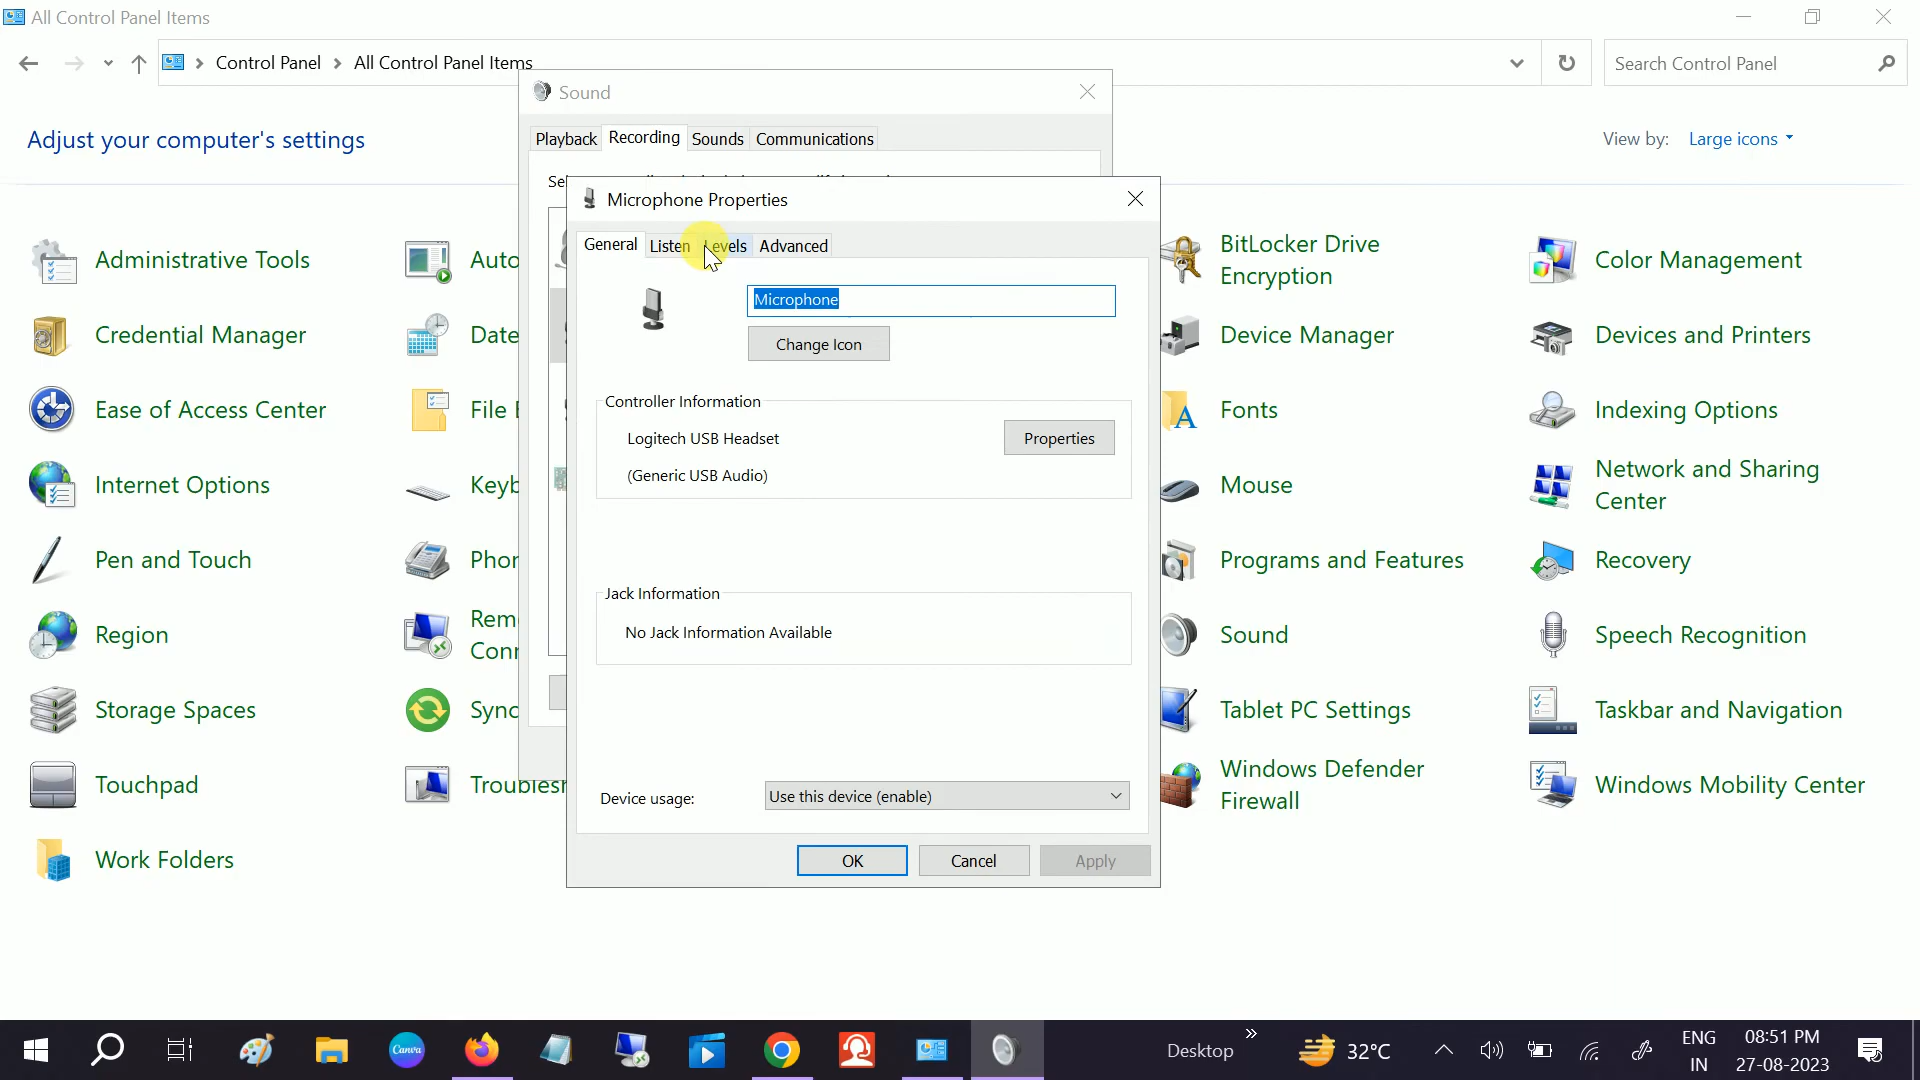 All Control Panel Items
Control Panel > All Control Panel Items
Search Control Panel
Adjust your computer's settings
View by: Large icons
Sound
Playback Recording Sounds Communications
Microphone Properties
General Listen Levels Advanced
Microphone
Change Icon
Controller Information
Logitech USB Headset
(Generic USB Audio)
Properties
Jack Information
No Jack Information Available
Device usage:
Use this device (enable)
OK Cancel Apply
Administrative Tools
BitLocker Drive
Encryption
Color Management
Credential Manager
Date
Device Manager
Devices and Printers
Ease of Access Center
File
Fonts
Indexing Options
Internet Options
Mouse
Network and Sharing
Center
Pen and Touch
Programs and Features
Recovery
Region
Sound
Speech Recognition
Storage Spaces
Sync
Tablet PC Settings
Taskbar and Navigation
Touchpad
Windows Defender
Firewall
Windows Mobility Center
Work Folders
Canva
Desktop
32°C
ENG
IN
08:51 PM
27-08-2023